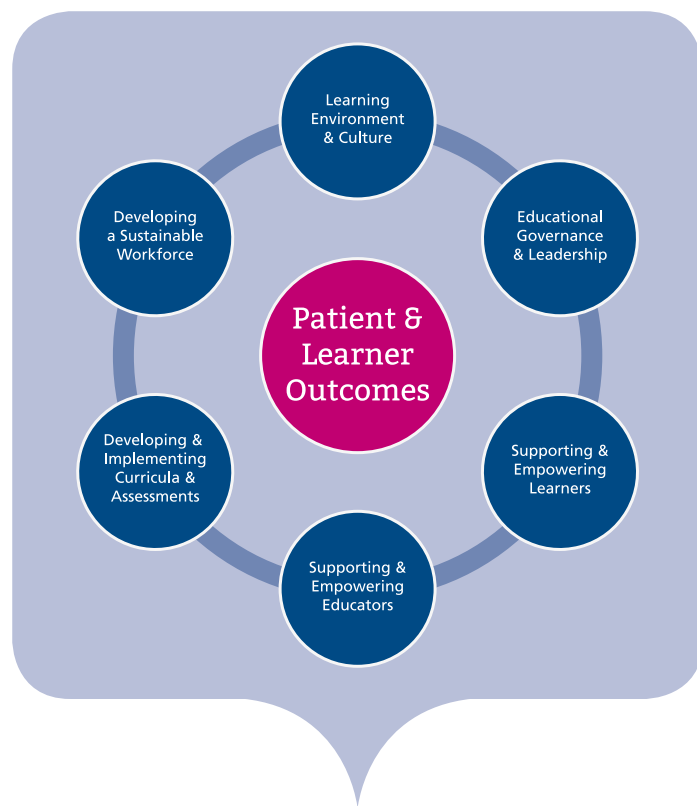 Learning
Environment
& Culture
Educational
Governance
& Leadership
Supporting &
Empowering
Learners
Supporting &
Empowering
Educators
Developing &
Implementing
Curricula &
Assessments
Developing
a Sustainable
Workforce
Patient &
Learner
Outcomes